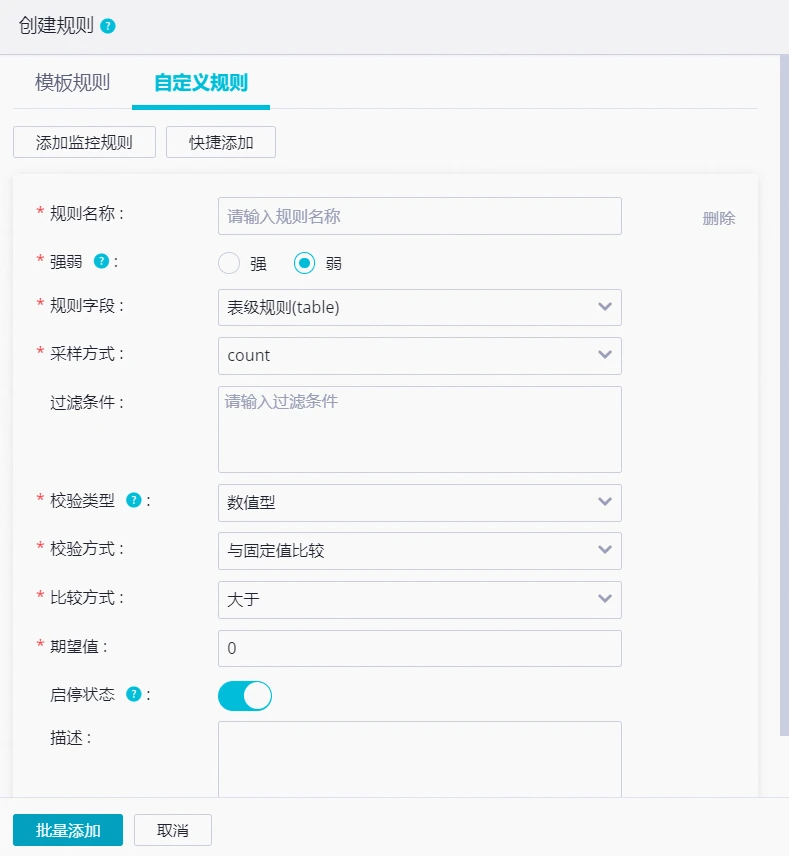 创建规则 ?
模板规则 自定义规则
添加监控规则 快捷添加
* 规则名称 : 请输入规则名称 删除
* 强弱 ? : 强 弱
* 规则字段 : 表级规则(table)
* 采样方式 : count
过滤条件 : 请输入过滤条件
* 校验类型 ? : 数值型
* 校验方式 : 与固定值比较
* 比较方式 : 大于
* 期望值 : 0
启停状态 ? :
描述 :
批量添加 取消